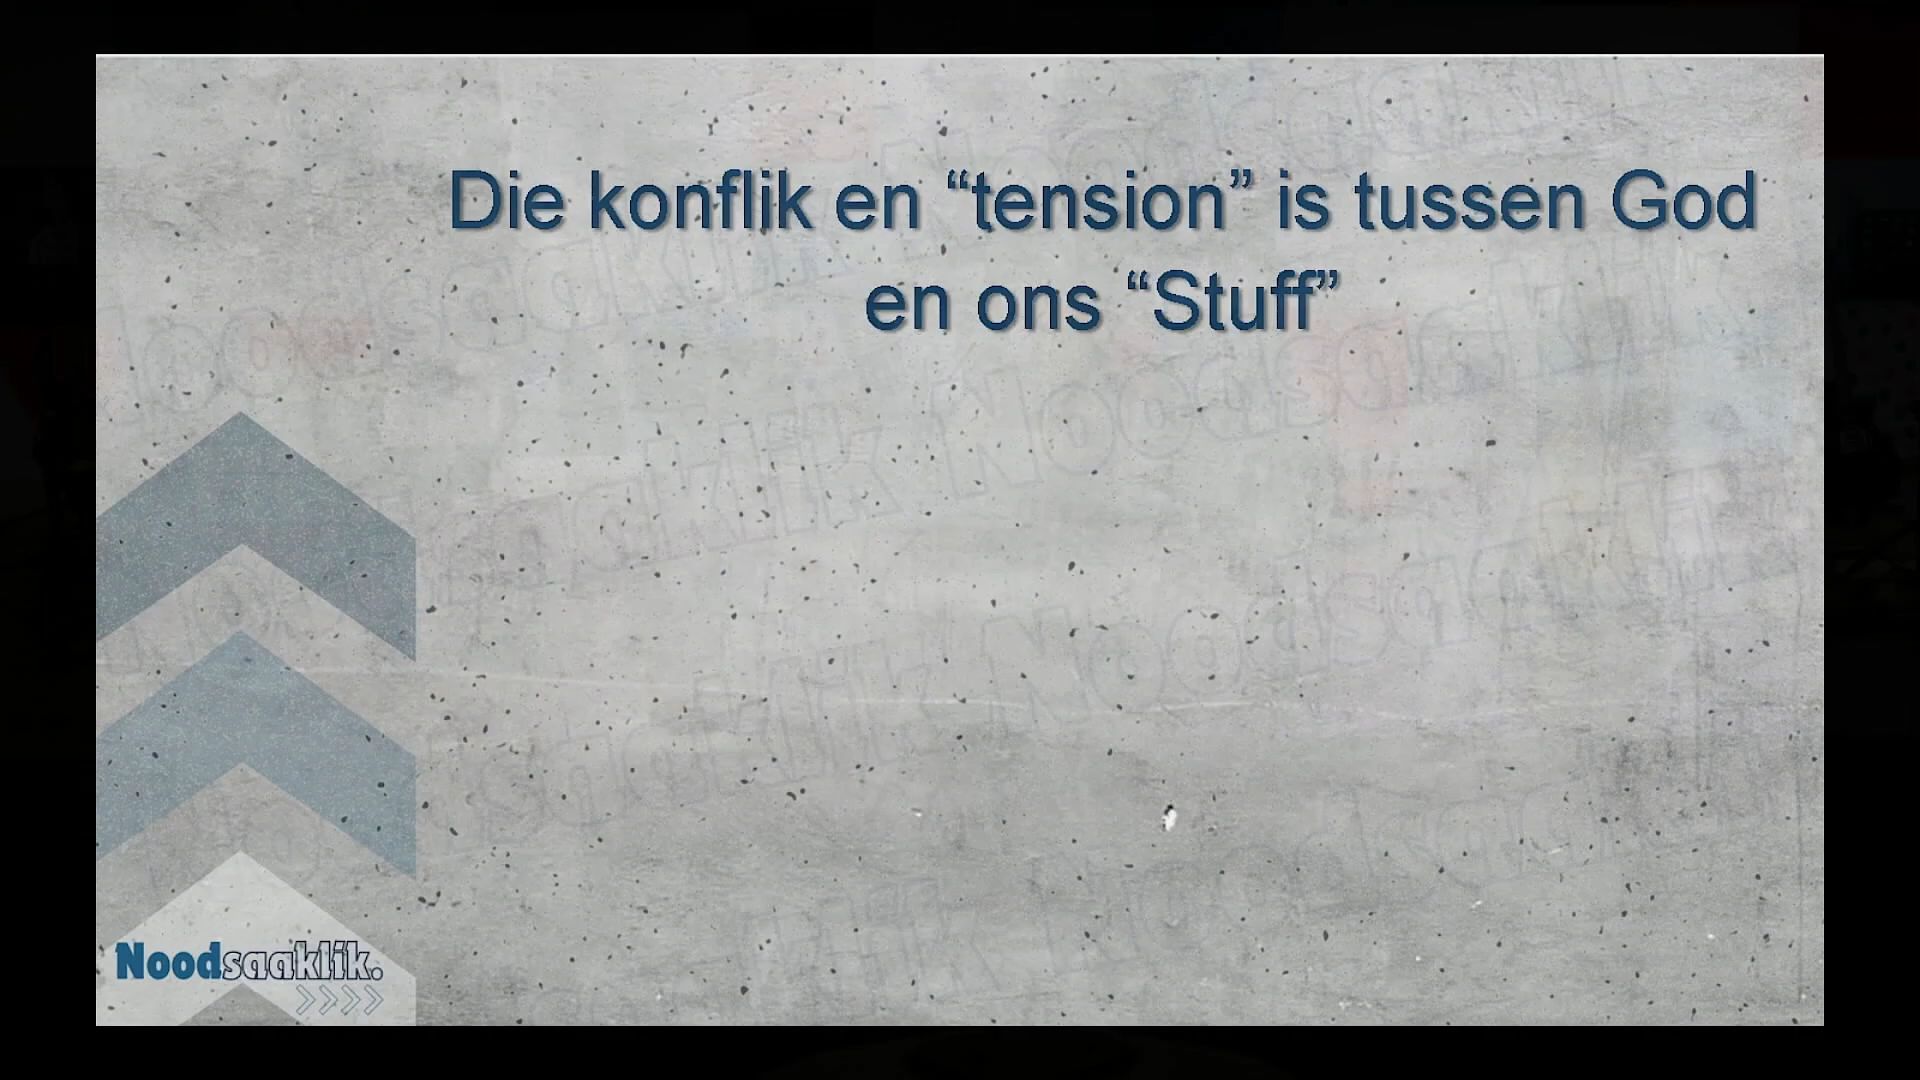 Die konflik en “tension” is tussen God
en ons “Stuff”
Noodsaaklik.